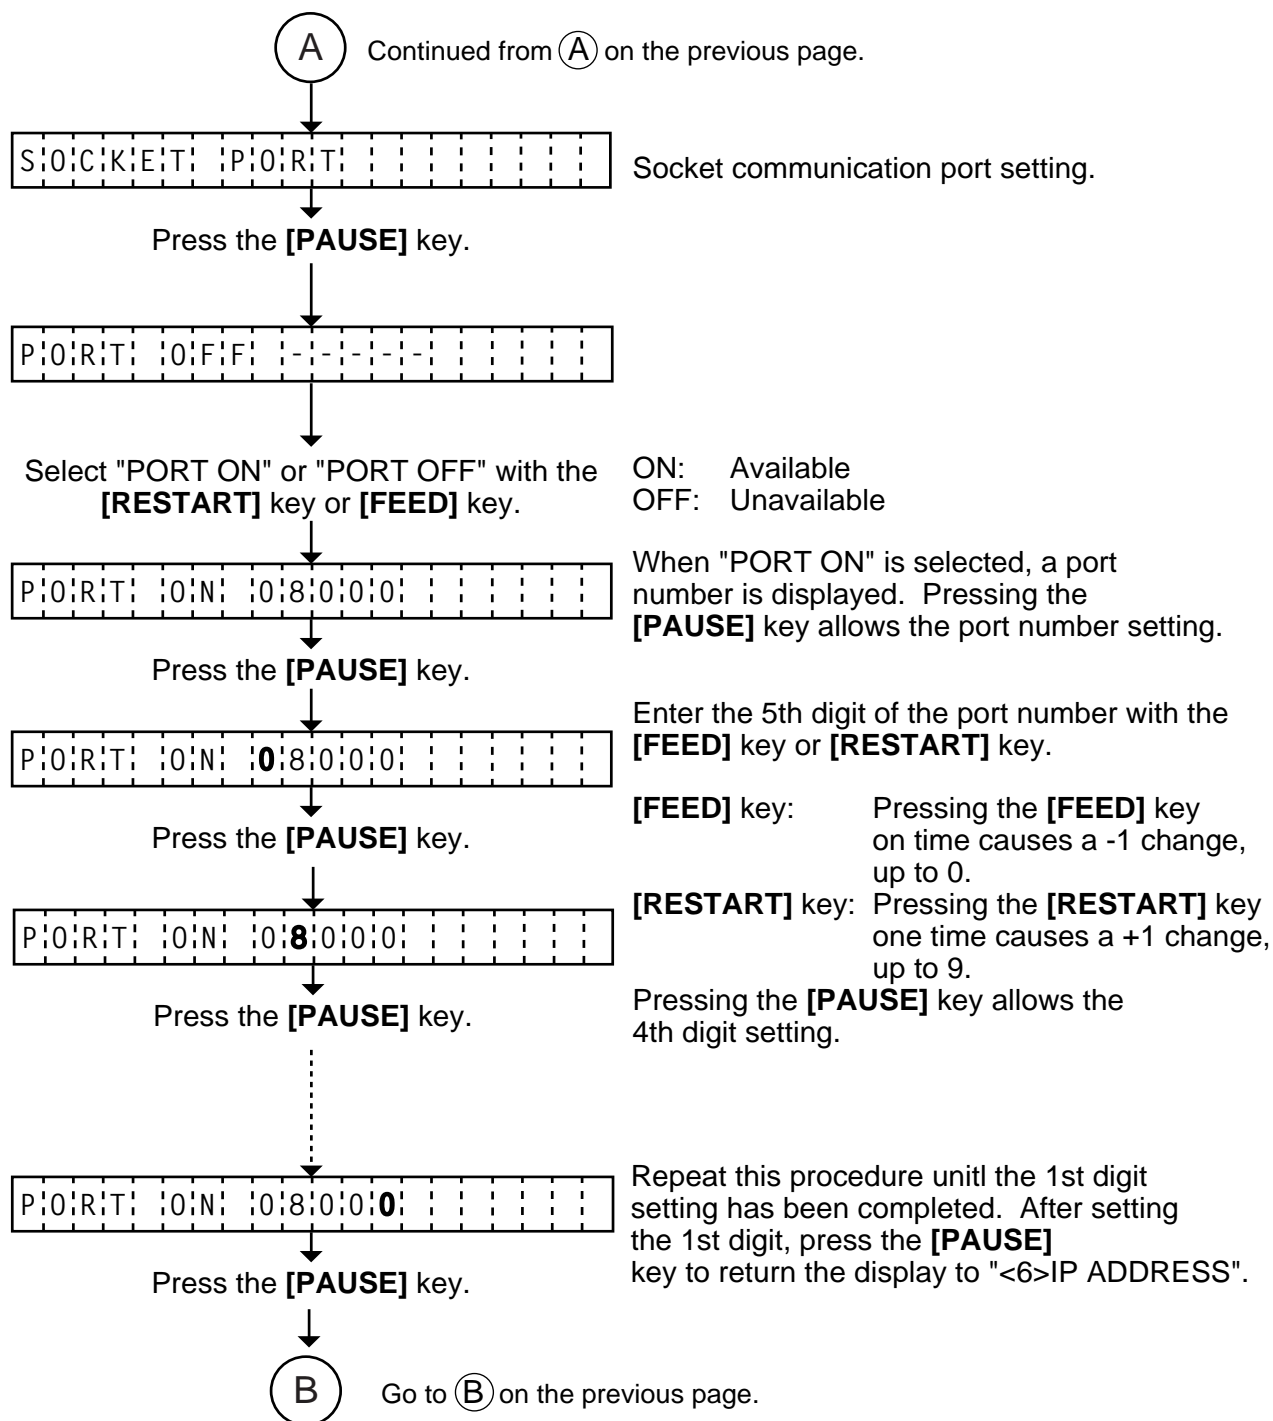 A Continued from A on the previous page.
SOCKET PORT
Socket communication port setting.
Press the [PAUSE] key.
PORT OFF -----
Select "PORT ON" or "PORT OFF" with the
[RESTART] key or [FEED] key.
ON: Available
OFF: Unavailable
PORT ON 08000
When "PORT ON" is selected, a port
number is displayed. Pressing the
[PAUSE] key allows the port number setting.
Press the [PAUSE] key.
PORT ON 08000
Enter the 5th digit of the port number with the
[FEED] key or [RESTART] key.
Press the [PAUSE] key.
[FEED] key: Pressing the [FEED] key
on time causes a -1 change,
up to 0.
[RESTART] key: Pressing the [RESTART] key
one time causes a +1 change,
up to 9.
PORT ON 08000
Press the [PAUSE] key.
Pressing the [PAUSE] key allows the
4th digit setting.
PORT ON 08000
Repeat this procedure unitl the 1st digit
setting has been completed. After setting
the 1st digit, press the [PAUSE]
key to return the display to "<6>IP ADDRESS".
Press the [PAUSE] key.
B Go to B on the previous page.